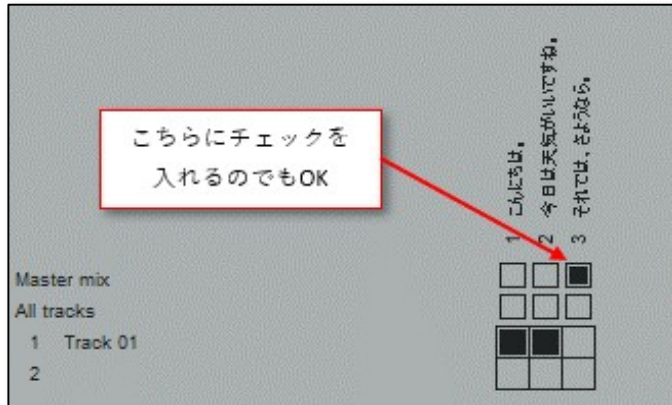 こちらにチェックを
入れるのでもOK
1 こんにちは。
2 今日は天気がいいですね。
3 それでは、さようなら。
Master mix
All tracks
1 Track 01
2